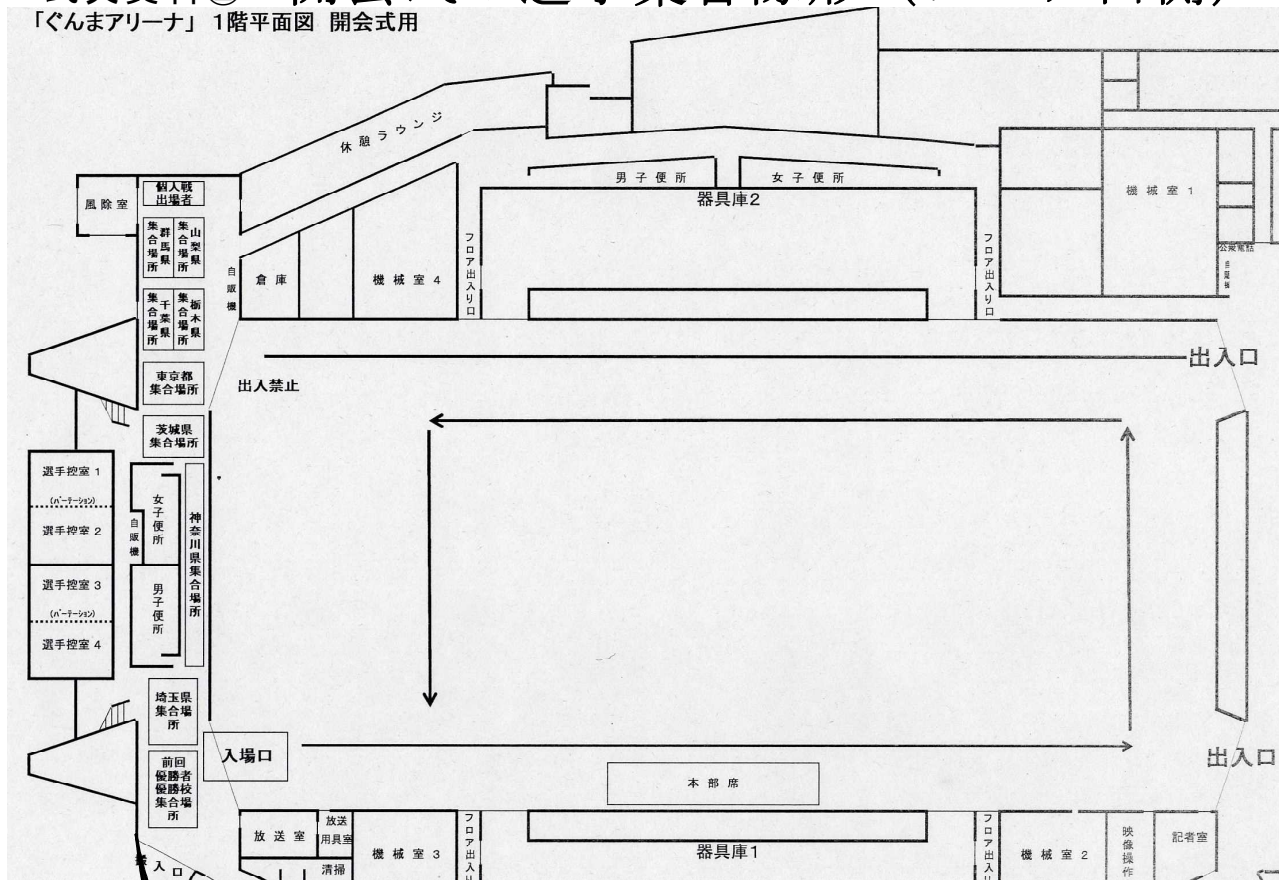 「ぐんまアリーナ」 1階平面図 開会式用
休憩ラウンジ
男子便所
女子便所
器具庫2
風除室
個人戦
出場者
群馬県
集合場所
山梨県
集合場所
千葉県
集合場所
栃木県
集合場所
東京都
集合場所
茨城県
集合場所
自販機
倉庫
機械室4
フロア出入り口
フロア出入り口
機械室1
公衆電話
自販機
出入口
出入禁止
選手控室1
(パーテーション)
選手控室2
選手控室3
(パーテーション)
選手控室4
女子便所
自販機
男子便所
神奈川県集合場所
埼玉県
集合場
所
前回
優勝者
優勝校
集合場
所
入場口
本部席
出入口
放送室
放送
用具室
清掃
機械室3
フロア出入り
器具庫1
フロア出入り
機械室2
映像操作
記者室
入口